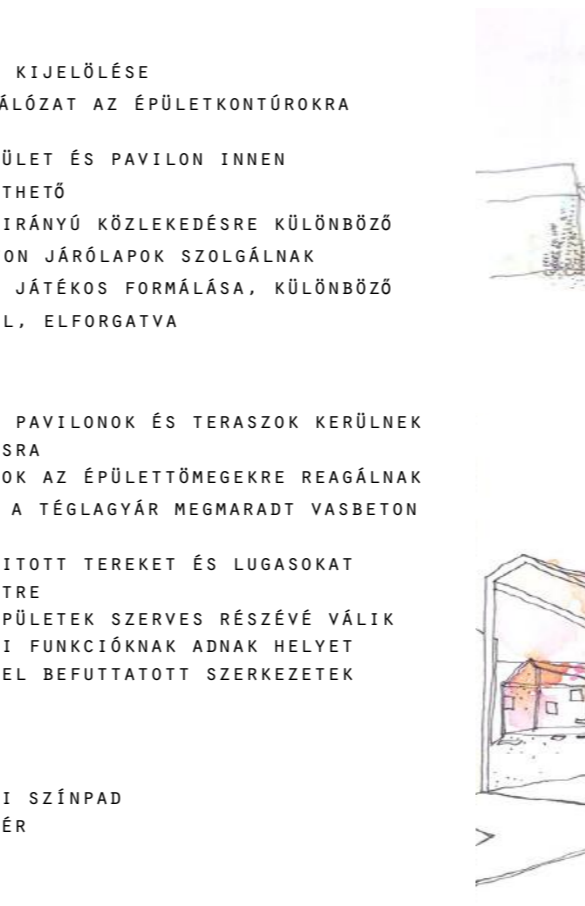 KIJELÖLÉSE
ÁLÓZAT AZ ÉPÜLETKONTÚROKRA
ÜLET ÉS PAVILON INNEN
THETŐ
IRÁNYÚ KÖZLEKEDÉSRE KÜLÖNBÖZŐ
ON JÁRÓLAPOK SZOLGÁLNAK
JÁTÉKOS FORMÁLÁSA, KÜLÖNBÖZŐ
L, ELFORGATVA
PAVILONOK ÉS TERASZOK KERÜLNEK
SRA
OK AZ ÉPÜLETTÖMEGEKRE REAGÁLNAK
A TÉGLAGYÁR MEGMARADT VASBETON
ITOTT TEREKET ÉS LUGASOKAT
TRE
PÜLETEK SZERVES RÉSZÉVÉ VÁLIK
I FUNKCIÓKNAK ADNAK HELYET
EL BEFUTTATOTT SZERKEZETEK
I SZÍNPAD
ÉR